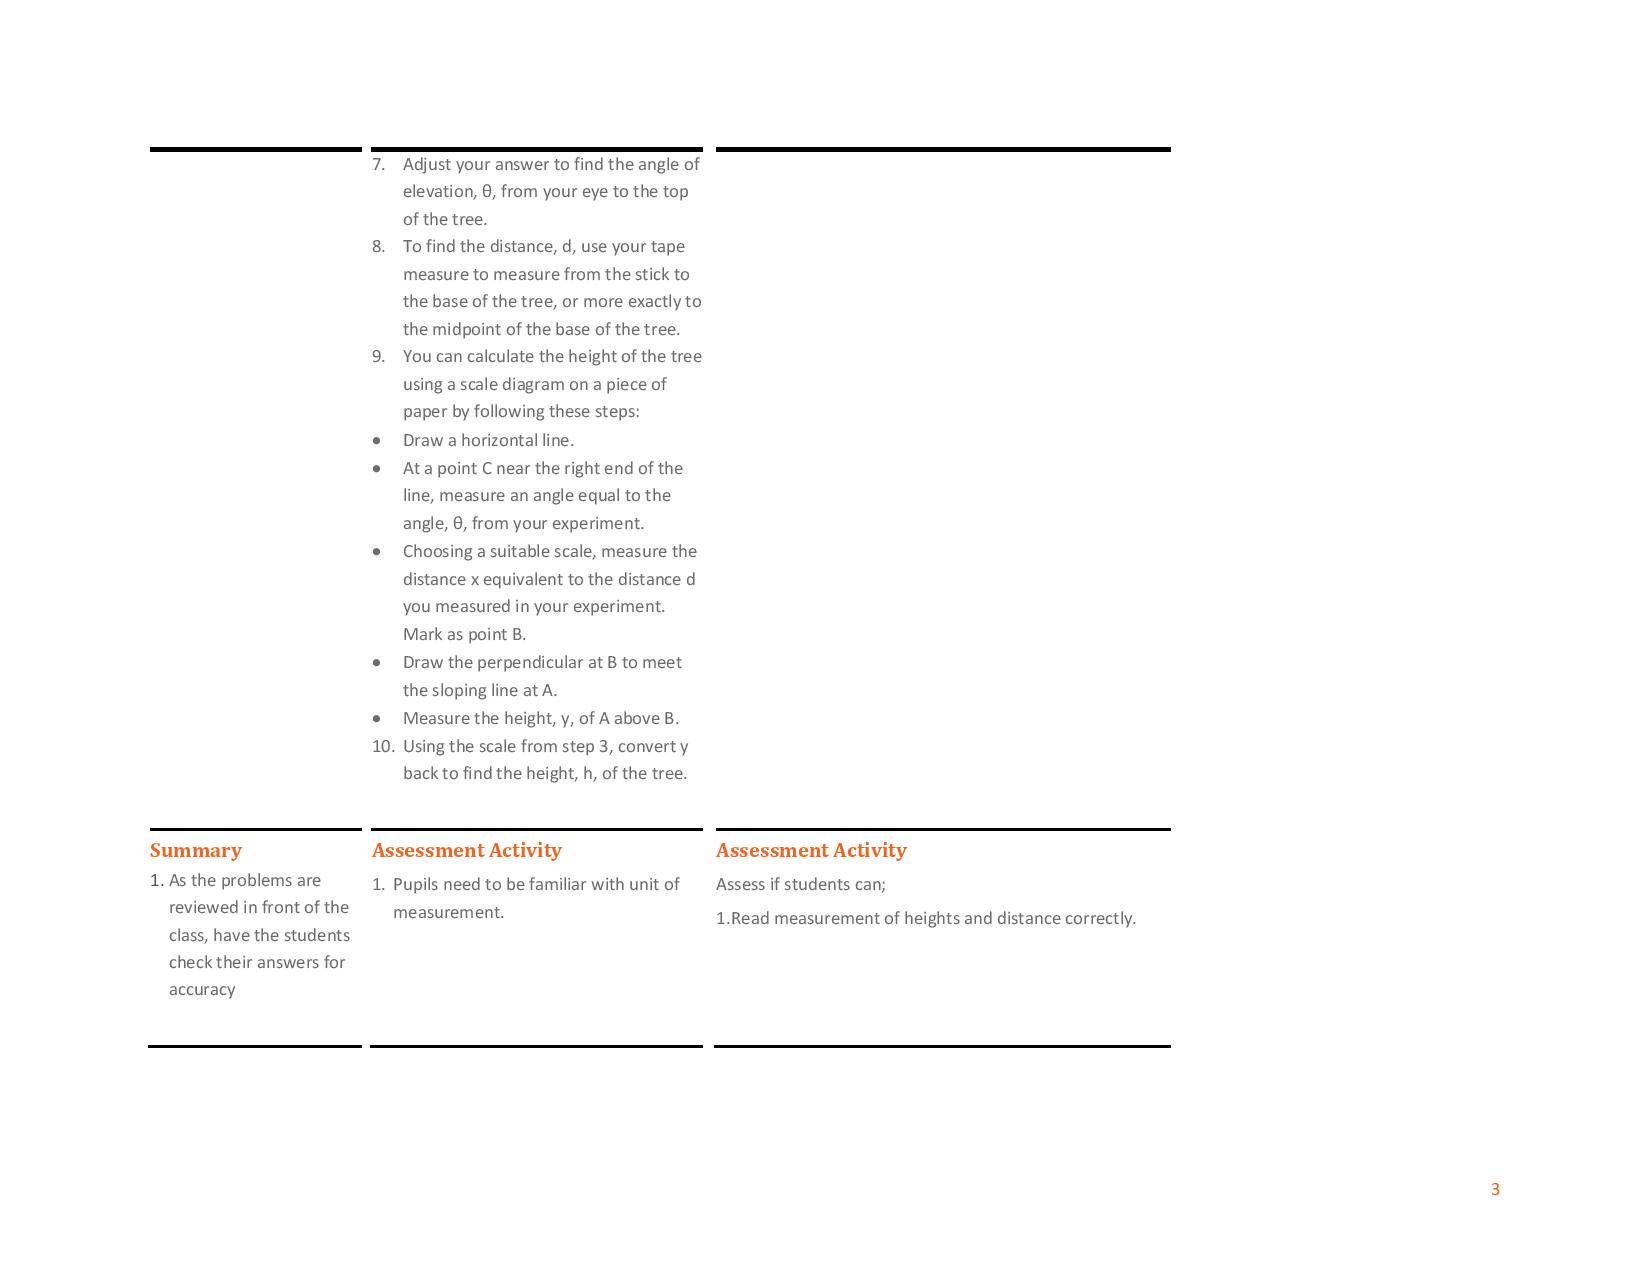 7. Adjust your answer to find the angle of
elevation, θ, from your eye to the top
of the tree.
8. To find the distance, d, use your tape
measure to measure from the stick to
the base of the tree, or more exactly to
the midpoint of the base of the tree.
9. You can calculate the height of the tree
using a scale diagram on a piece of
paper by following these steps:
• Draw a horizontal line.
• At a point C near the right end of the
line, measure an angle equal to the
angle, θ, from your experiment.
• Choosing a suitable scale, measure the
distance x equivalent to the distance d
you measured in your experiment.
Mark as point B.
• Draw the perpendicular at B to meet
the sloping line at A.
• Measure the height, y, of A above B.
10. Using the scale from step 3, convert y
back to find the height, h, of the tree.
Summary
1. As the problems are
reviewed in front of the
class, have the students
check their answers for
accuracy
Assessment Activity
1. Pupils need to be familiar with unit of
measurement.
Assessment Activity
Assess if students can;
1.Read measurement of heights and distance correctly.
3